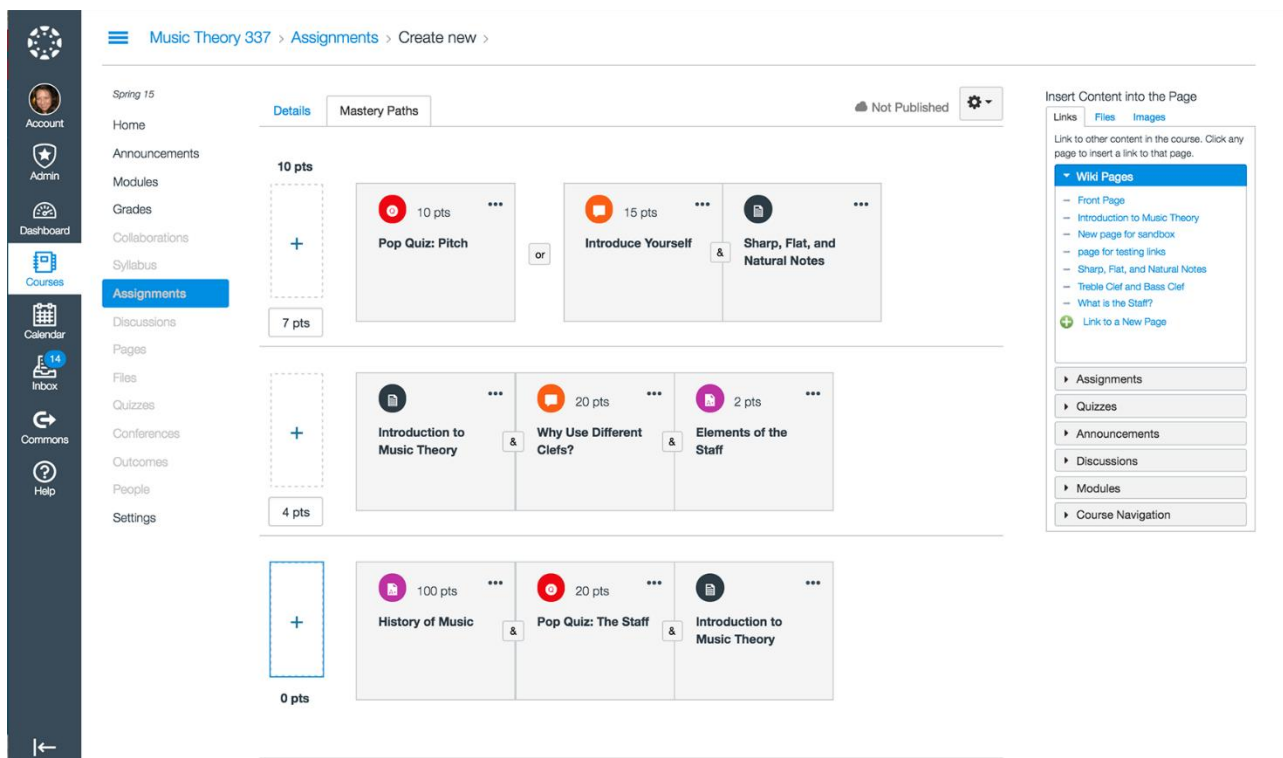 Music Theory 337 > Assignments > Create new >
Account
Admin
Dashboard
Courses
Calendar
14
Inbox
Commons
Help
Spring 15
Home
Announcements
Modules
Grades
Collaborations
Syllabus
Assignments
Discussions
Pages
Files
Quizzes
Conferences
Outcomes
People
Settings
Details
Mastery Paths
Not Published
10 pts
+
7 pts
10 pts
Pop Quiz: Pitch
or
15 pts
Introduce Yourself
&
Sharp, Flat, and
Natural Notes
+
4 pts
Introduction to
Music Theory
&
20 pts
Why Use Different
Clefs?
&
2 pts
Elements of the
Staff
+
0 pts
100 pts
History of Music
&
20 pts
Pop Quiz: The Staff
&
Introduction to
Music Theory
Insert Content into the Page
Links
Files
Images
Link to other content in the course. Click any
page to insert a link to that page.
Wiki Pages
Front Page
Introduction to Music Theory
New page for sandbox
page for testing links
Sharp, Flat, and Natural Notes
Treble Clef and Bass Clef
What is the Staff?
Link to a New Page
Assignments
Quizzes
Announcements
Discussions
Modules
Course Navigation